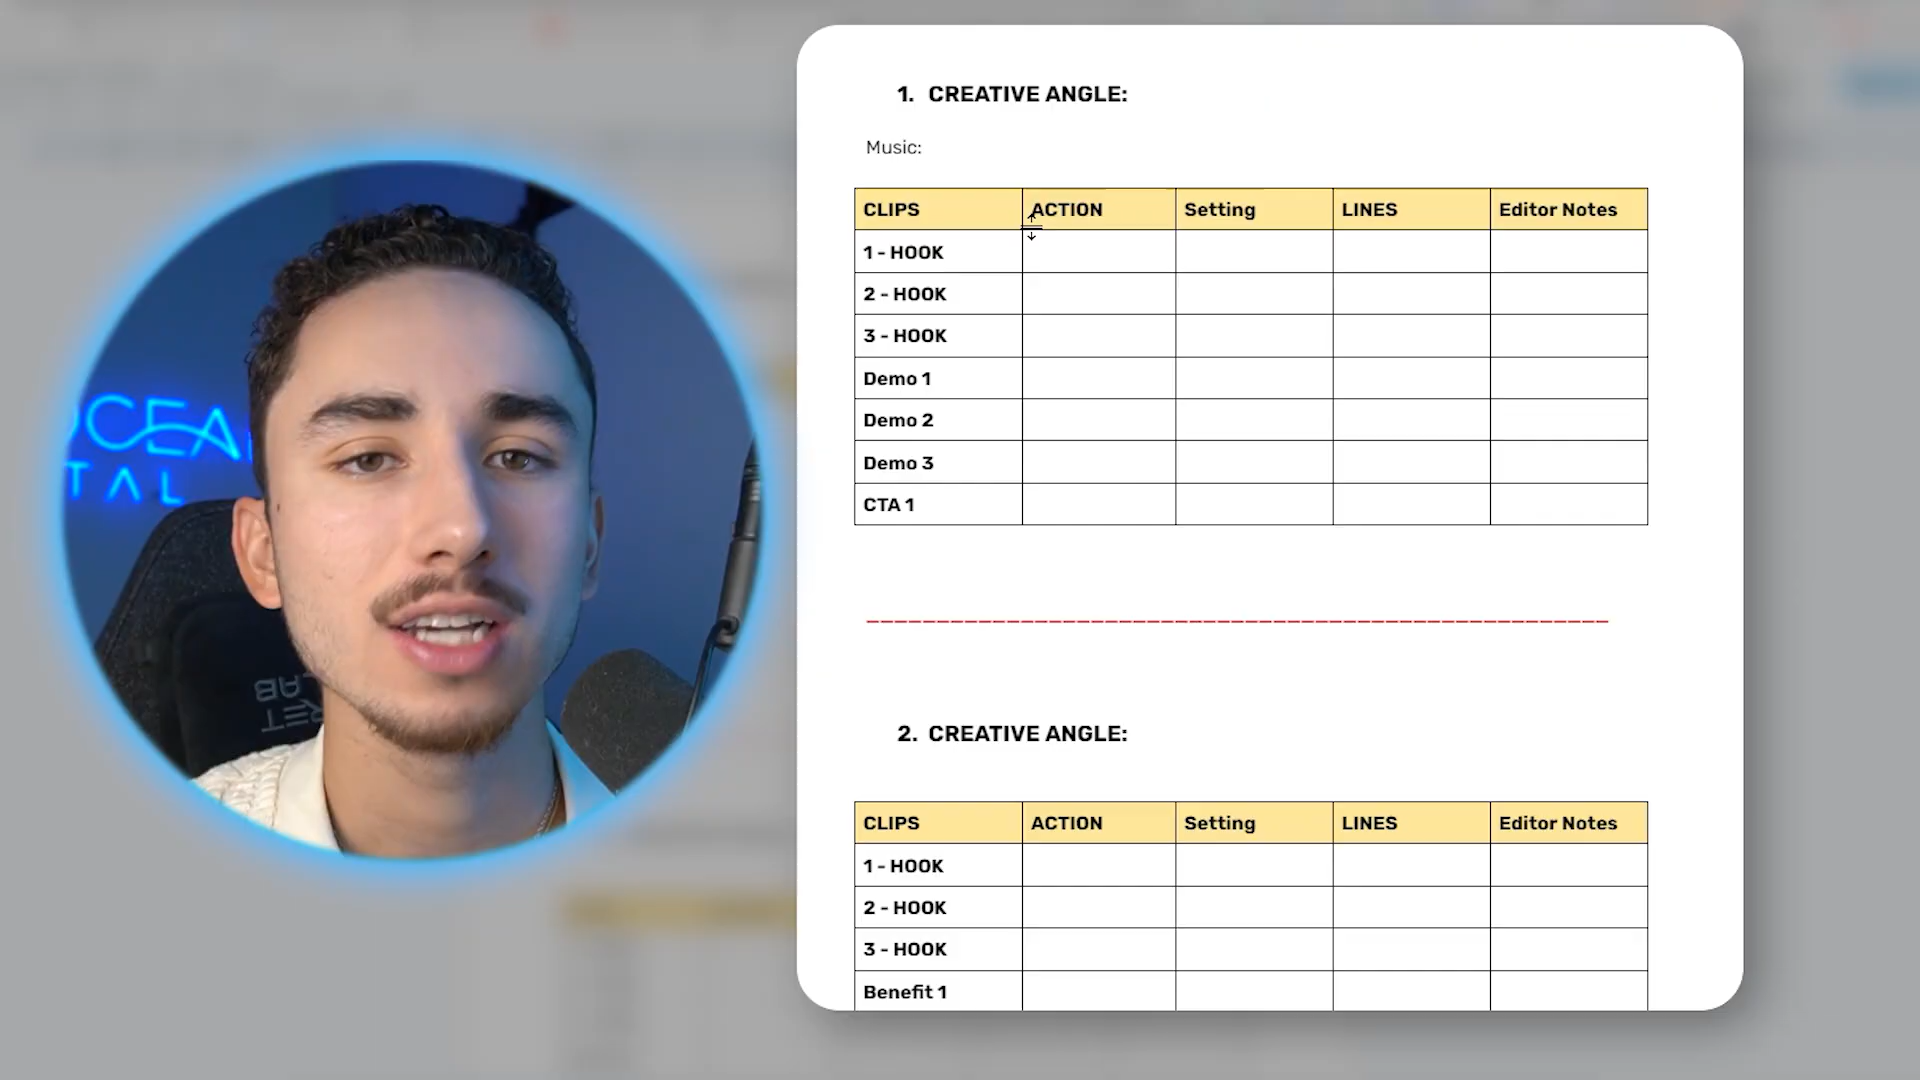 OCEA
TAL
1. CREATIVE ANGLE:
Music:
CLIPS ACTION Setting LINES Editor Notes
1 - HOOK
2 - HOOK
3 - HOOK
Demo 1
Demo 2
Demo 3
CTA 1
2. CREATIVE ANGLE:
CLIPS ACTION Setting LINES Editor Notes
1 - HOOK
2 - HOOK
3 - HOOK
Benefit 1